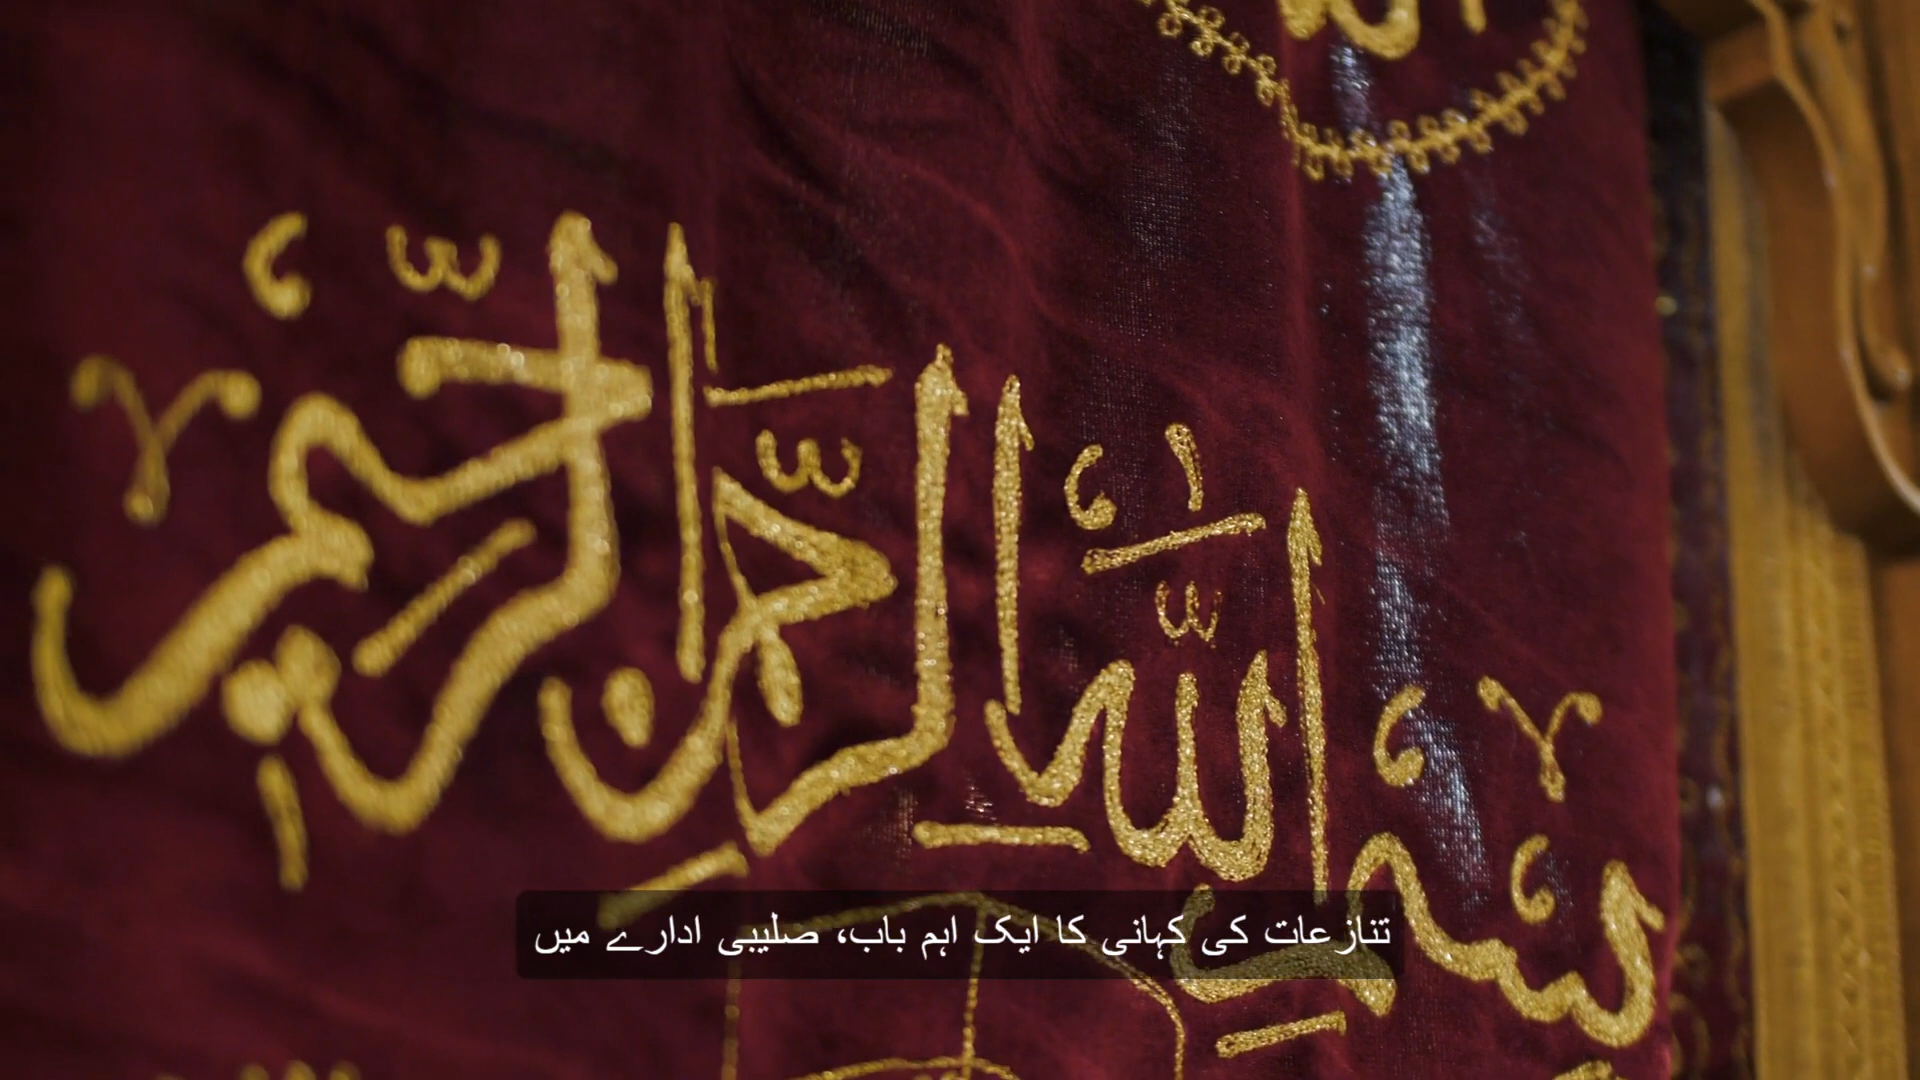 بسم الله الرحمن الرحيم
تنازعات کی کہانی کا ایک اہم باب، صلیبی ادارے میں